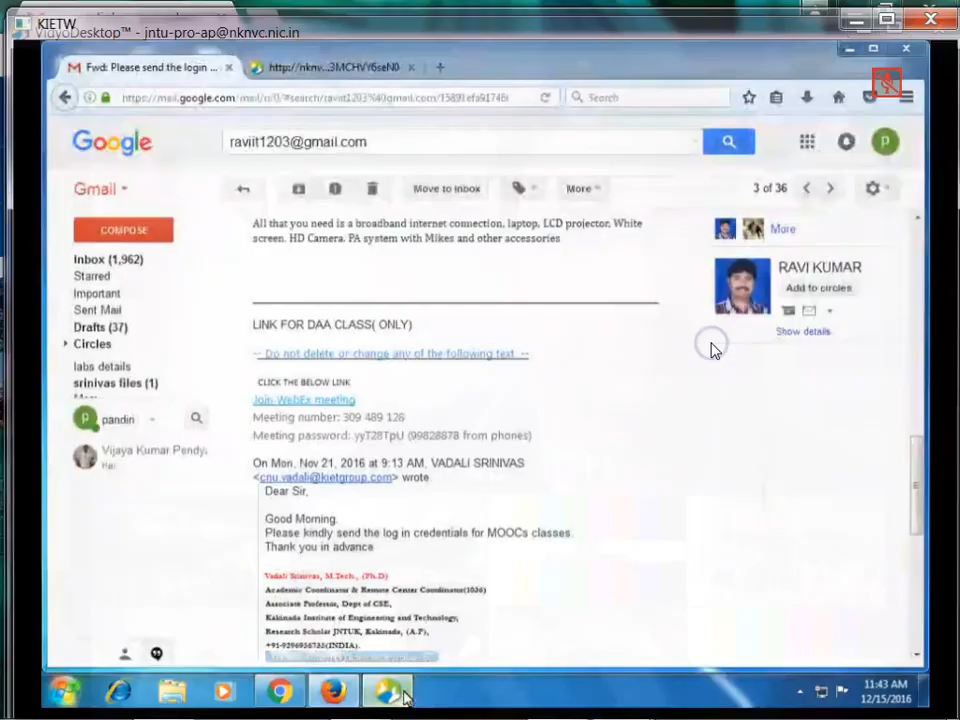 KIETW
VidyoDesktop™ - jntu-pro-ap@nknvc.nic.in
Fwd: Please send the login ...
http://nknv...3MCHVY6seN0
Search
Google
raviit1203@gmail.com
Gmail
Move to Inbox
More
3 of 36
COMPOSE
Inbox (1,962)
Starred
Important
Sent Mail
Drafts (37)
Circles
labs details
srinivas files (1)
pandiri
Vijaya Kumar Pendy
All that you need is a broadband internet connection, laptop, LCD projector, White
screen. HD Camera. PA system with Mikes and other accessories
LINK FOR DAA CLASS( ONLY)
-- Do not delete or change any of the following text. --
CLICK THE BELOW LINK
Join WebEx meeting
Meeting number: 309 489 126
Meeting password: yyT28TpU (99828878 from phones)
On Mon, Nov 21, 2016 at 9:13 AM, VADALI SRINIVAS
<cnu.vadali@kietgroup.com> wrote
Dear Sir,
Good Morning.
Please kindly send the log in credentials for MOOCs classes.
Thank you in advance
Vadali Srinivas, M.Tech., (Ph.D)
Academic Coordinator & Remote Center Coordinator(1036)
Associate Professor, Dept of CSE,
Kakinada Institute of Engineering and Technology,
Research Scholar JNTUK, Kakinada, (A.P),
More
RAVI KUMAR
Add to circles
Show details
11:43 AM
12/15/2016